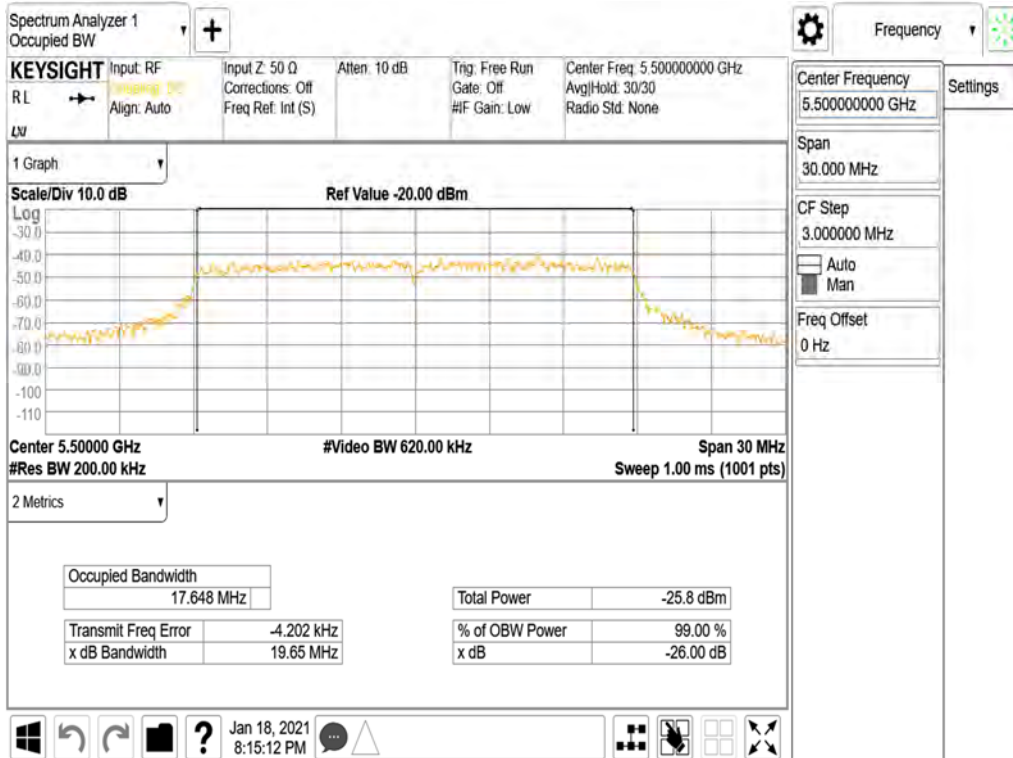 Spectrum Analyzer 1
Occupied BW
Frequency
KEYSIGHT
R L
LXI
Input: RF
Align: Auto
Input Z: 50 Ω
Corrections: Off
Freq Ref: Int (S)
Atten: 10 dB
Trig: Free Run
Gate: Off
#IF Gain: Low
Center Freq: 5.500000000 GHz
Avg|Hold: 30/30
Radio Std: None
Center Frequency
5.500000000 GHz
Settings
Span
30.000 MHz
CF Step
3.000000 MHz
Auto
Man
Freq Offset
0 Hz
1 Graph
Scale/Div 10.0 dB
Ref Value -20.00 dBm
Log
-30.0
-40.0
-50.0
-60.0
-70.0
-80.0
-90.0
-100
-110
Center 5.50000 GHz
#Video BW 620.00 kHz
Span 30 MHz
#Res BW 200.00 kHz
Sweep 1.00 ms (1001 pts)
2 Metrics
Occupied Bandwidth
17.648 MHz
Total Power -25.8 dBm
Transmit Freq Error -4.202 kHz
% of OBW Power 99.00 %
x dB Bandwidth 19.65 MHz
x dB -26.00 dB
?
Jan 18, 2021
8:15:12 PM